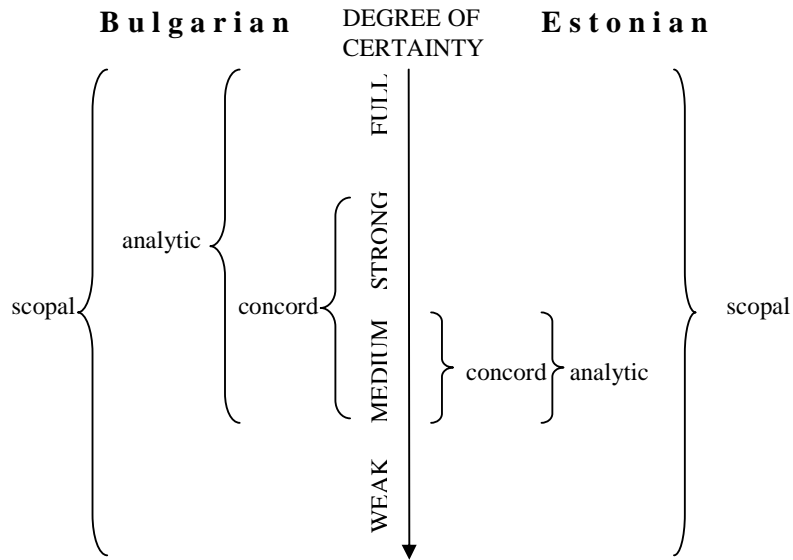 Bulgarian
DEGREE OF
CERTAINTY
Estonian
FULL
STRONG
MEDIUM
WEAK
analytic
scopal
concord
concord
analytic
scopal